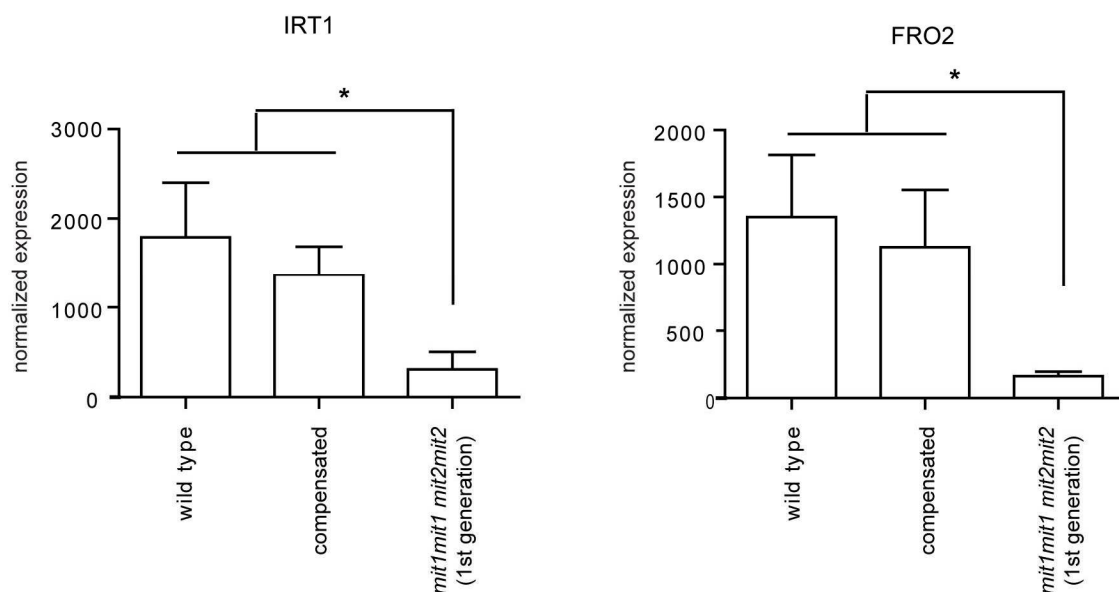 IRT1
*
normalized expression
3000
2000
1000
0
wild type
compensated
mit1mit1 mit2mit2
(1st generation)
FRO2
*
normalized expression
2000
1500
1000
500
0
wild type
compensated
mit1mit1 mit2mit2
(1st generation)